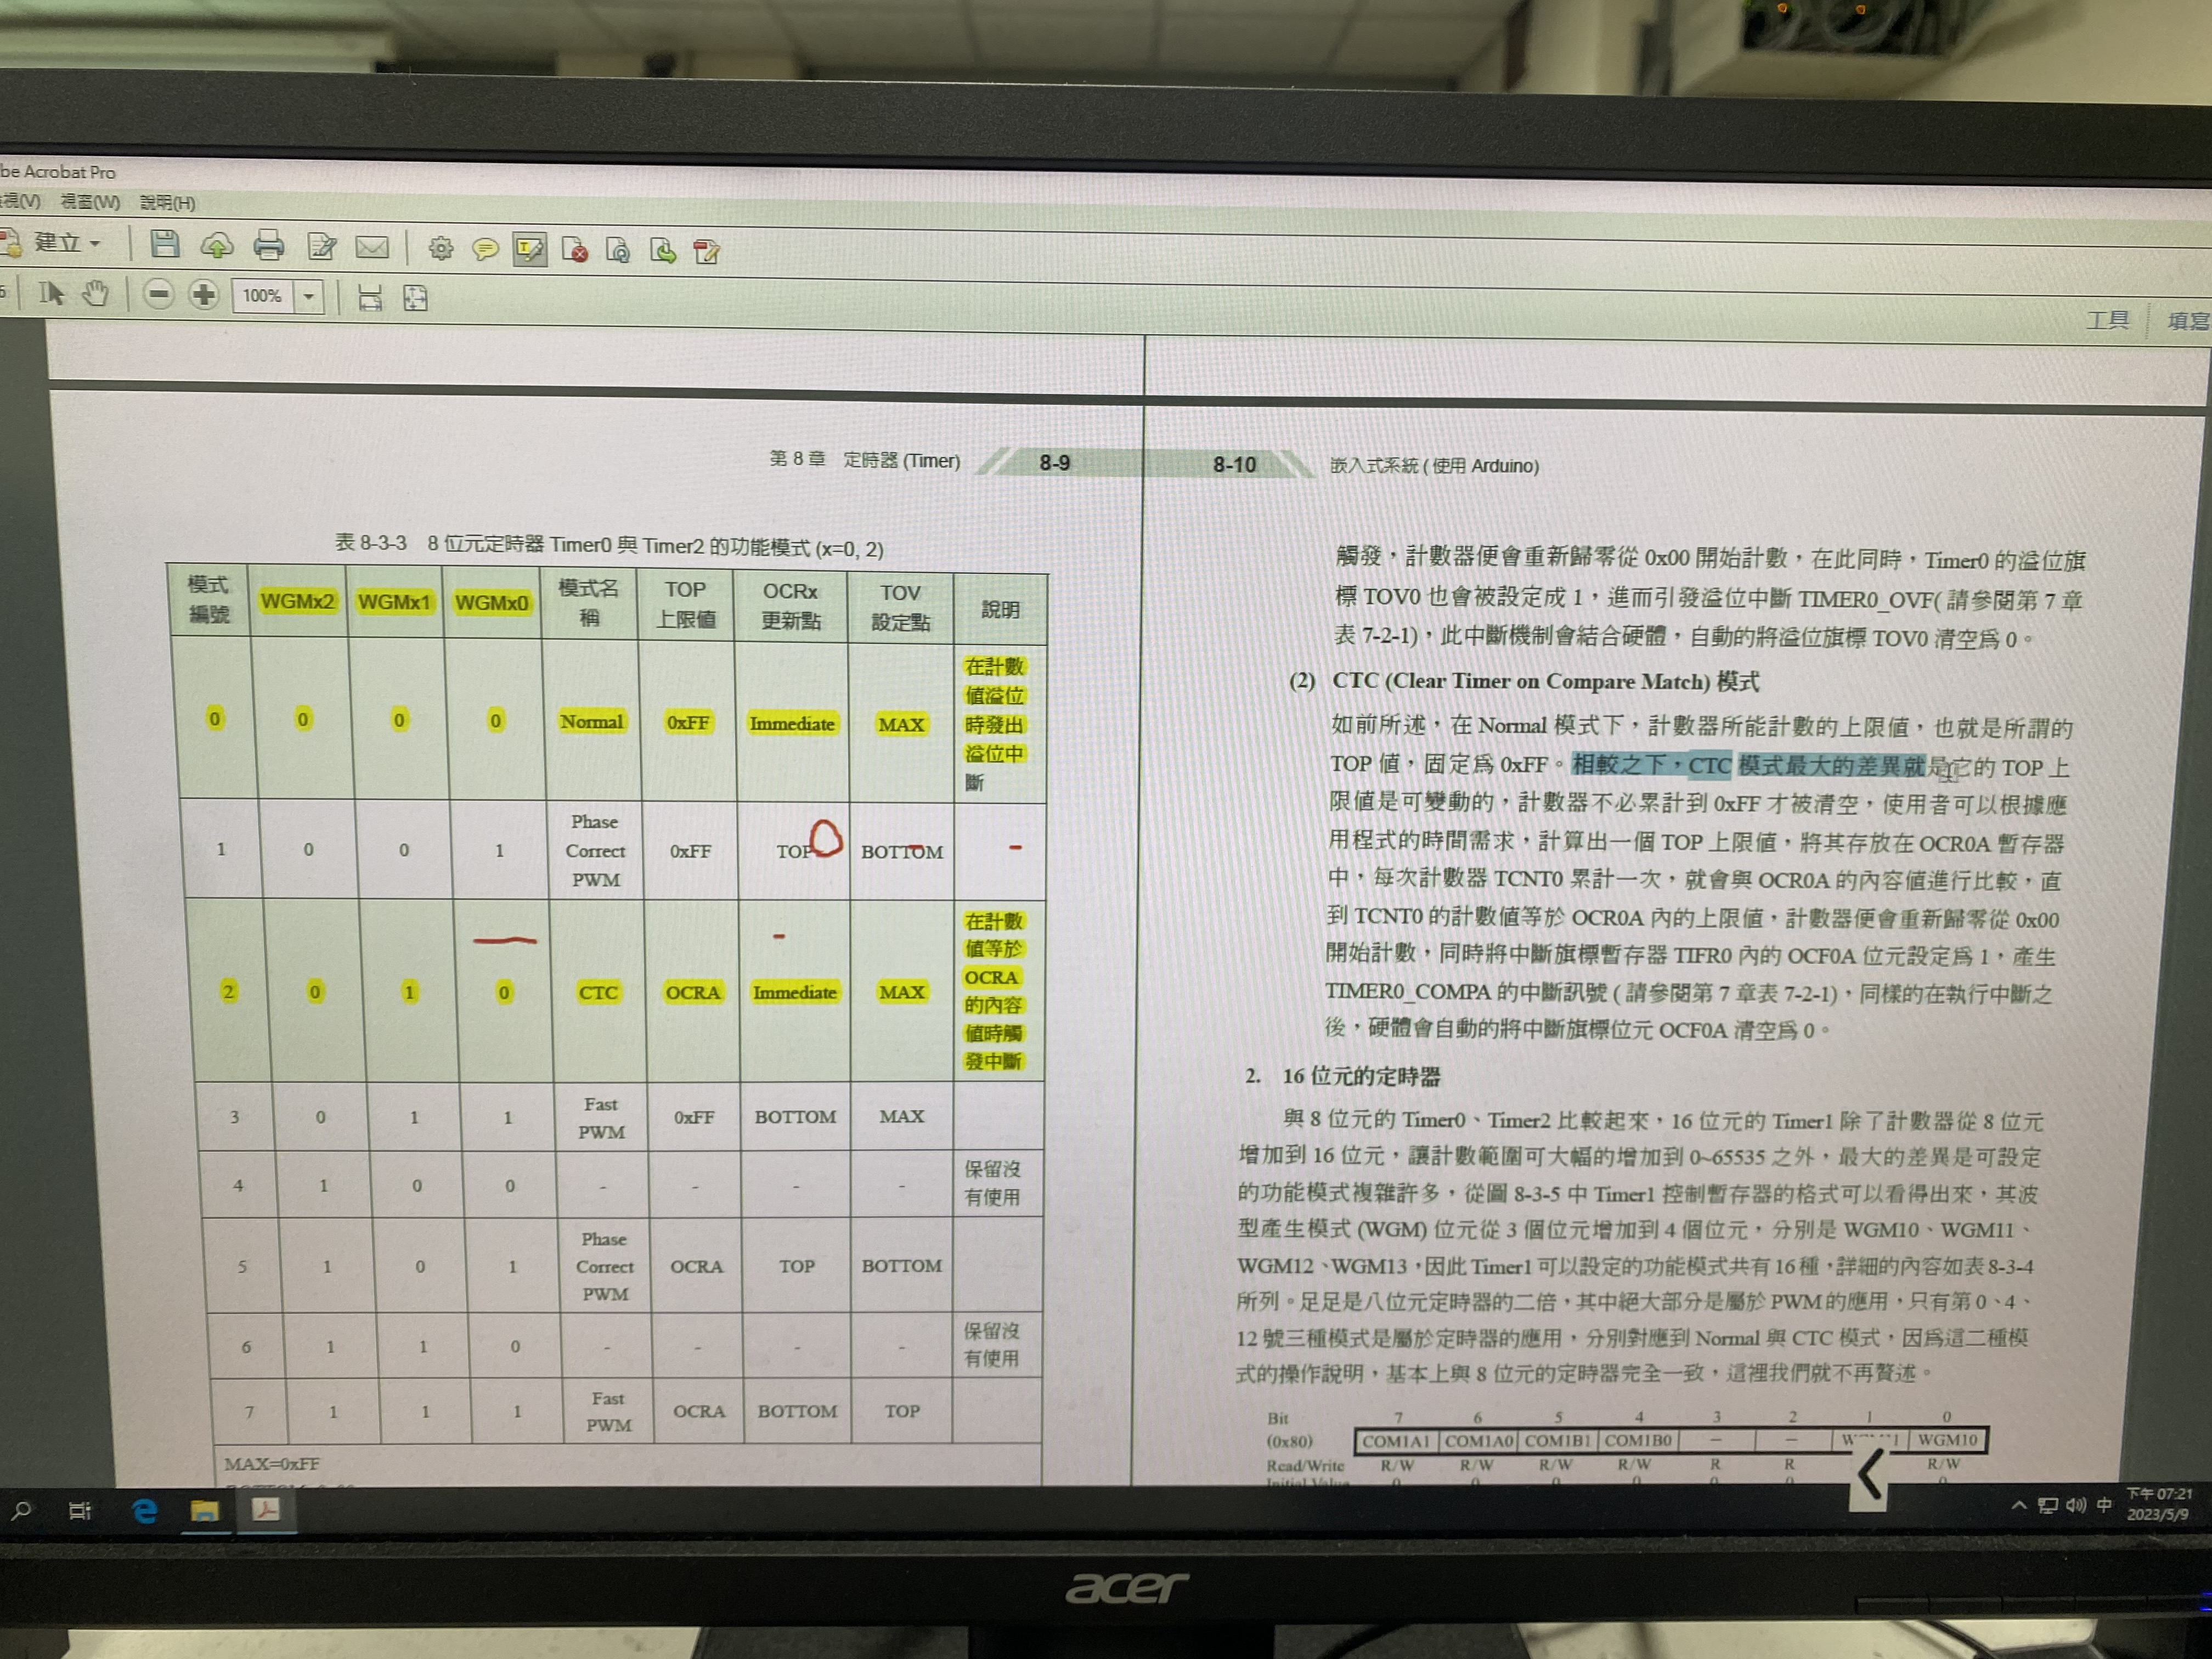 be Acrobat Pro
視(V) 視窗(W) 說明(H)
建立
100%
工具 填寫
第 8 章 定時器 (Timer) 8-9
表 8-3-3 8 位元定時器 Timer0 與 Timer2 的功能模式 (x=0, 2)
模式編號 WGMx2 WGMx1 WGMx0 模式名稱 TOP 上限值 OCRx 更新點 TOV 設定點 說明
0 0 0 0 Normal 0xFF Immediate MAX 在計數值溢位時發出溢位中斷
1 0 0 1 Phase Correct PWM 0xFF TOP BOTTOM -
2 0 1 0 CTC OCRA Immediate MAX 在計數值等於 OCRA 的內容值時觸發中斷
3 0 1 1 Fast PWM 0xFF BOTTOM MAX
4 1 0 0 - - - - 保留沒有使用
5 1 0 1 Phase Correct PWM OCRA TOP BOTTOM
6 1 1 0 - - - - 保留沒有使用
7 1 1 1 Fast PWM OCRA BOTTOM TOP
MAX=0xFF
8-10 嵌入式系統 ( 使用 Arduino)
觸發，計數器便會重新歸零從 0x00 開始計數，在此同時，Timer0 的溢位旗
標 TOV0 也會被設定成 1，進而引發溢位中斷 TIMER0_OVF( 請參閱第 7 章
表 7-2-1)，此中斷機制會結合硬體，自動的將溢位旗標 TOV0 清空爲 0。
(2) CTC (Clear Timer on Compare Match) 模式
如前所述，在 Normal 模式下，計數器所能計數的上限值，也就是所謂的
TOP 值，固定爲 0xFF。相較之下，CTC 模式最大的差異就是它的 TOP 上
限值是可變動的，計數器不必累計到 0xFF 才被清空，使用者可以根據應
用程式的時間需求，計算出一個 TOP 上限值，將其存放在 OCR0A 暫存器
中，每次計數器 TCNT0 累計一次，就會與 OCR0A 的內容值進行比較，直
到 TCNT0 的計數值等於 OCR0A 內的上限值，計數器便會重新歸零從 0x00
開始計數，同時將中斷旗標暫存器 TIFR0 內的 OCF0A 位元設定爲 1，產生
TIMER0_COMPA 的中斷訊號 ( 請參閱第 7 章表 7-2-1)，同樣的在執行中斷之
後，硬體會自動的將中斷旗標位元 OCF0A 清空爲 0。
2. 16 位元的定時器
與 8 位元的 Timer0、Timer2 比較起來，16 位元的 Timer1 除了計數器從 8 位元
增加到 16 位元，讓計數範圍可大幅的增加到 0~65535 之外，最大的差異是可設定
的功能模式複雜許多，從圖 8-3-5 中 Timer1 控制暫存器的格式可以看得出來，其波
型產生模式 (WGM) 位元從 3 個位元增加到 4 個位元，分別是 WGM10、WGM11、
WGM12、WGM13，因此 Timer1 可以設定的功能模式共有 16 種，詳細的內容如表 8-3-4
所列。足足是八位元定時器的二倍，其中絕大部分是屬於 PWM 的應用，只有第 0、4、
12 號三種模式是屬於定時器的應用，分別對應到 Normal 與 CTC 模式，因爲這二種模
式的操作說明，基本上與 8 位元的定時器完全一致，這裡我們就不再贅述。
Bit 7 6 5 4 3 2 1 0
(0x80) COM1A1 COM1A0 COM1B1 COM1B0 – – WGM10
Read/Write R/W R/W R/W R/W R R R/W
中 下午 07:21
2023/5/9
acer